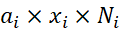 aᵢ × xᵢ × Nᵢ